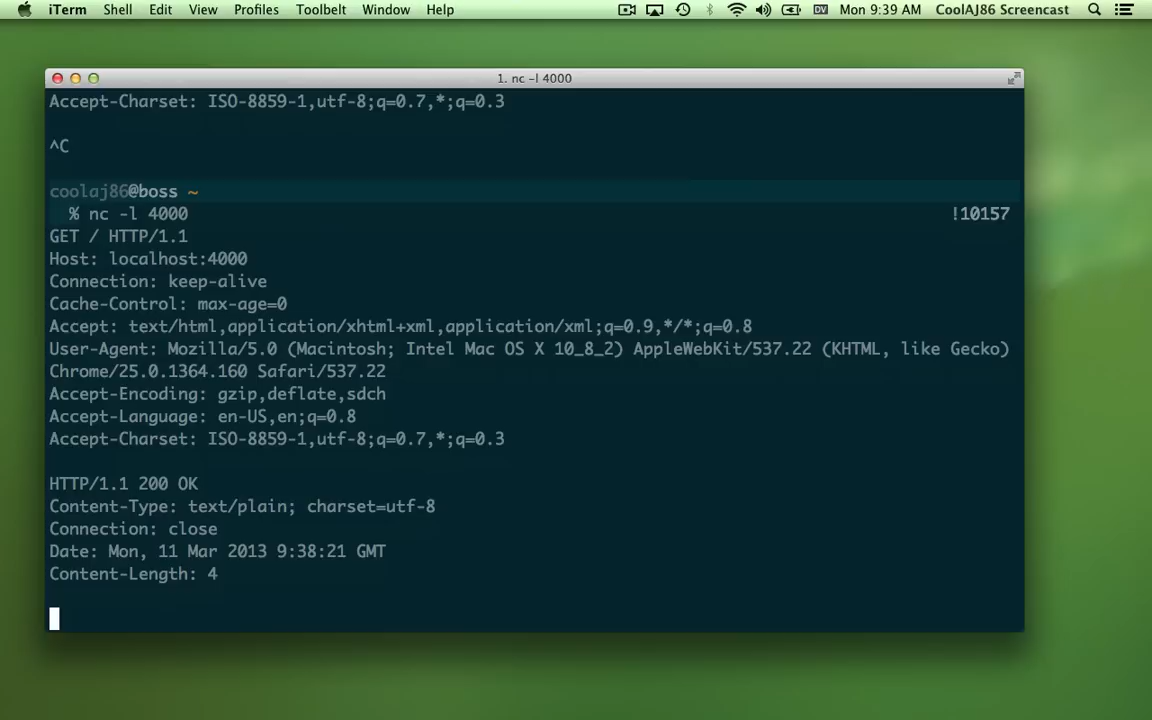 iTerm Shell Edit View Profiles Toolbelt Window Help DV Mon 9:39 AM CoolAJ86 Screencast
1. nc -l 4000
Accept-Charset: ISO-8859-1,utf-8;q=0.7,*;q=0.3
^C
coolaj86@boss ~
% nc -l 4000 !10157
GET / HTTP/1.1
Host: localhost:4000
Connection: keep-alive
Cache-Control: max-age=0
Accept: text/html,application/xhtml+xml,application/xml;q=0.9,*/*;q=0.8
User-Agent: Mozilla/5.0 (Macintosh; Intel Mac OS X 10_8_2) AppleWebKit/537.22 (KHTML, like Gecko)
Chrome/25.0.1364.160 Safari/537.22
Accept-Encoding: gzip,deflate,sdch
Accept-Language: en-US,en;q=0.8
Accept-Charset: ISO-8859-1,utf-8;q=0.7,*;q=0.3
HTTP/1.1 200 OK
Content-Type: text/plain; charset=utf-8
Connection: close
Date: Mon, 11 Mar 2013 9:38:21 GMT
Content-Length: 4